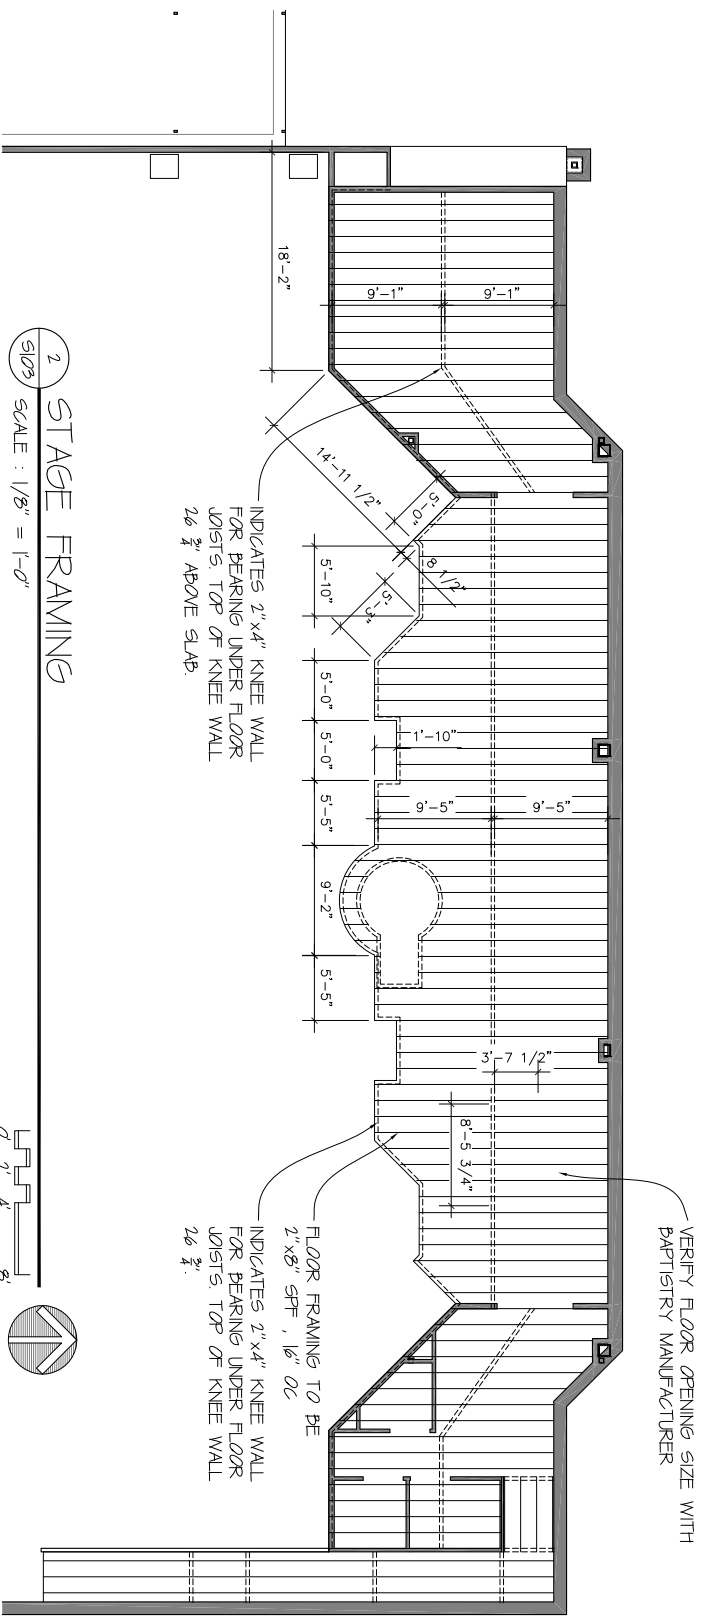 VERIFY FLOOR OPENING SIZE WITH
BAPTISTRY MANUFACTURER
9'-1"
9'-1"
18'-2"
14'-11 1/2"
5'-0"
8 1/2"
5'-10"
5'-3"
5'-0"
5'-0"
1'-10"
5'-5"
9'-5"
9'-5"
9'-2"
5'-5"
3'-7 1/2"
8'-5 3/4"
INDICATES 2"x4" KNEE WALL
FOR BEARING UNDER FLOOR
JOISTS. TOP OF KNEE WALL
26 3/4" ABOVE SLAB.
FLOOR FRAMING TO BE
2"x8" SPF , 16" OC
INDICATES 2"x4" KNEE WALL
FOR BEARING UNDER FLOOR
JOISTS. TOP OF KNEE WALL
26 3/4".
2
S103
STAGE FRAMING
SCALE : 1/8" = 1'-0"
0' 2' 4' 8'